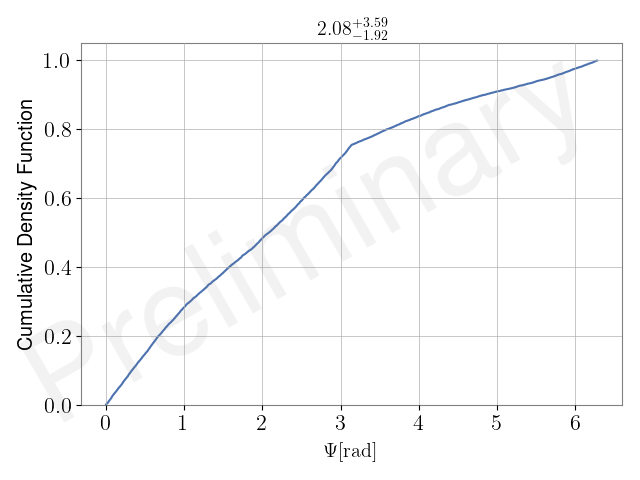 2.08^{+3.59}_{-1.92}
Cumulative Density Function
1.0
0.8
0.6
0.4
0.2
0.0
0 1 2 3 4 5 6
Ψ[rad]
Preliminary